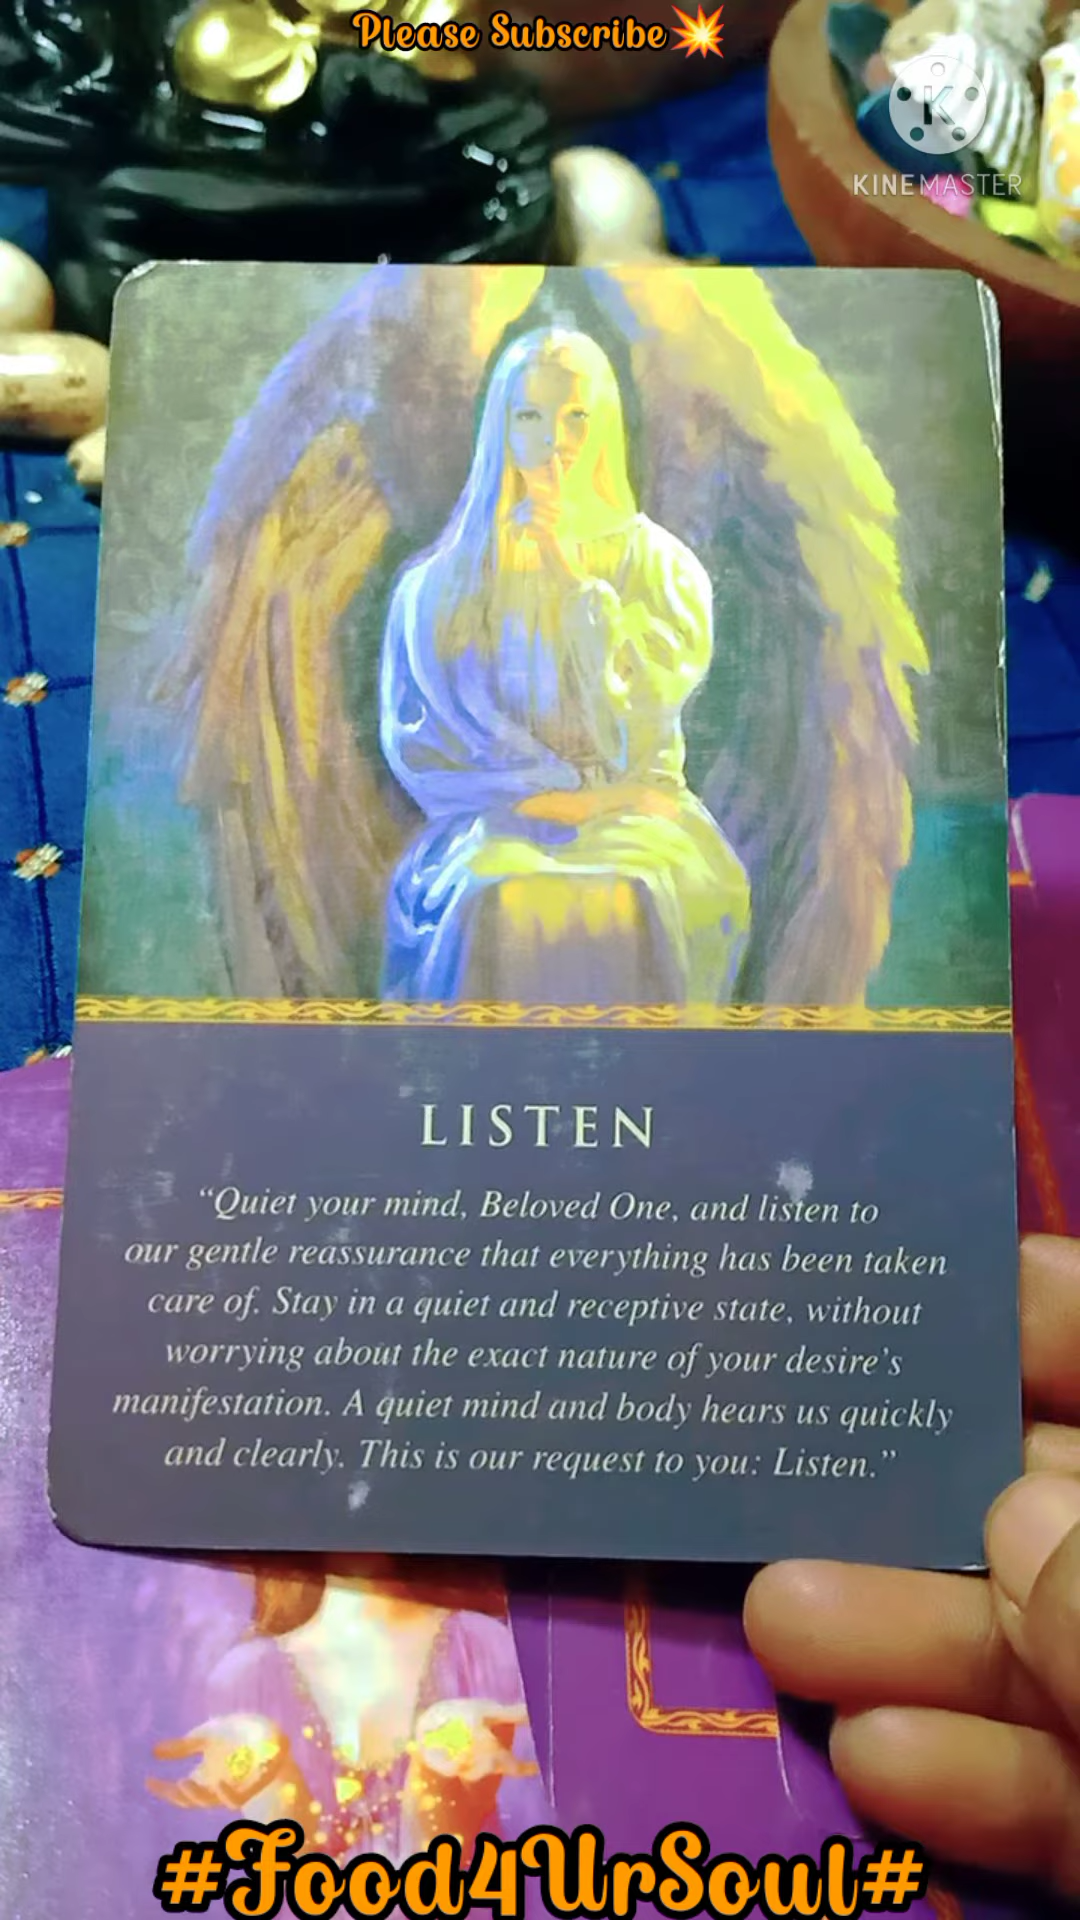 Please Subscribe💥
K
KINEMASTER
LISTEN
“Quiet your mind, Beloved One, and listen to
our gentle reassurance that everything has been taken
care of. Stay in a quiet and receptive state, without
worrying about the exact nature of your desire’s
manifestation. A quiet mind and body hears us quickly
and clearly. This is our request to you: Listen.”
#Food4UrSoul#